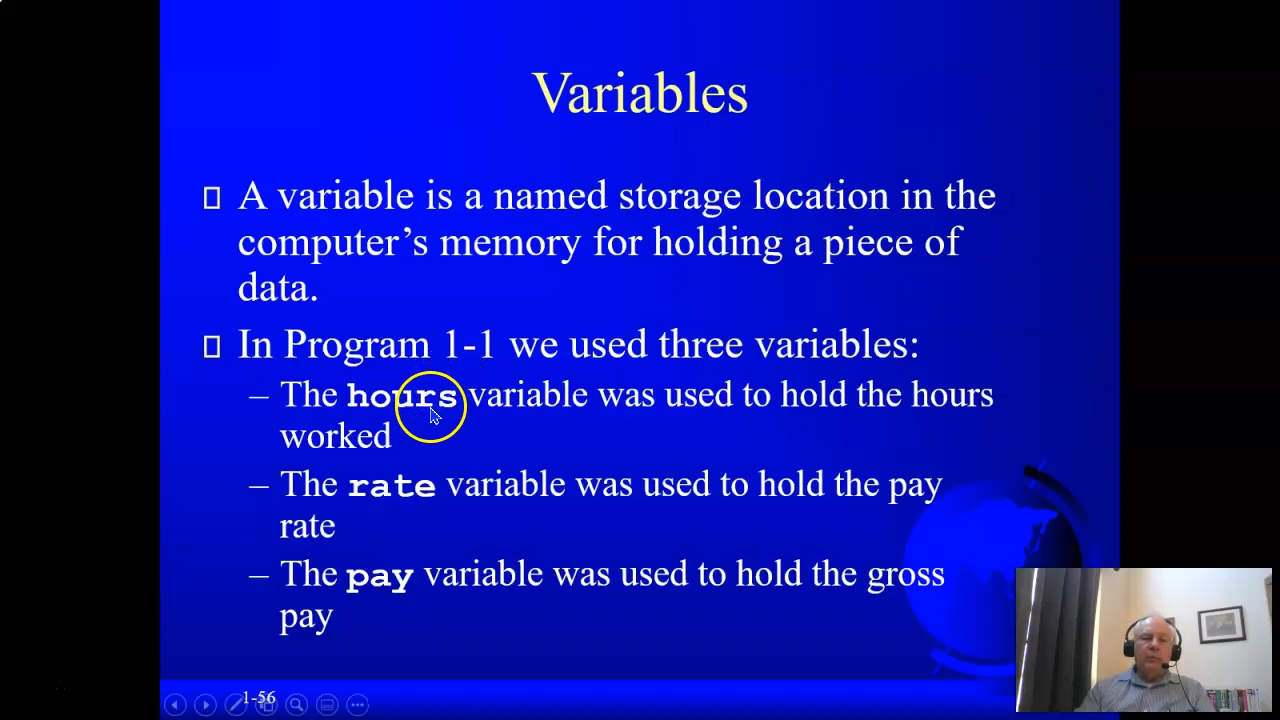 Variables
A variable is a named storage location in the
computer’s memory for holding a piece of
data.
In Program 1-1 we used three variables:
– The hours variable was used to hold the hours
worked
– The rate variable was used to hold the pay
rate
– The pay variable was used to hold the gross
pay
1-56